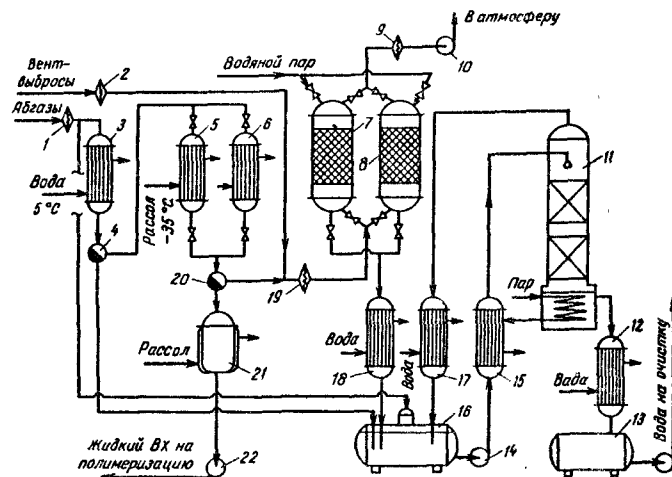 В атмосферу
9
10
Водяной пар
Вент-
выбросы
2
Абгазы
1
3
5
6
7
8
11
Вода
5 °С
Рассол
-35 °С
4
20
19
Пар
12
Рассол
21
Вода
18
Вода
17
15
Вада
16
13
14
Вода на очистку
Жидкий ВХ на
полимеризацию
22